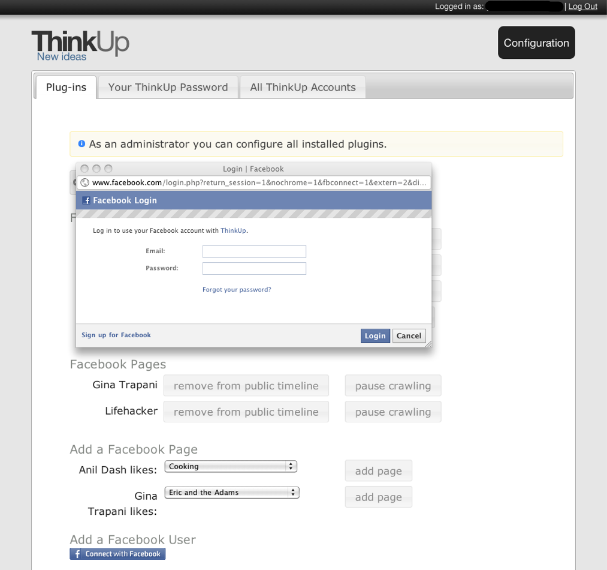 Logged in as: | Log Out
ThinkUp
New ideas
Configuration
Plug-ins
Your ThinkUp Password
All ThinkUp Accounts
As an administrator you can configure all installed plugins.
Login | Facebook
www.facebook.com/login.php?return_session=1&nochrome=1&fbconnect=1&extern=2&di...
Facebook Login
Log in to use your Facebook account with ThinkUp.
Email:
Password:
Forgot your password?
Sign up for Facebook
Login
Cancel
Facebook Pages
Gina Trapani
remove from public timeline
pause crawling
Lifehacker
remove from public timeline
pause crawling
Add a Facebook Page
Anil Dash likes:
Cooking
add page
Gina
Trapani likes:
Eric and the Adams
add page
Add a Facebook User
Connect with Facebook